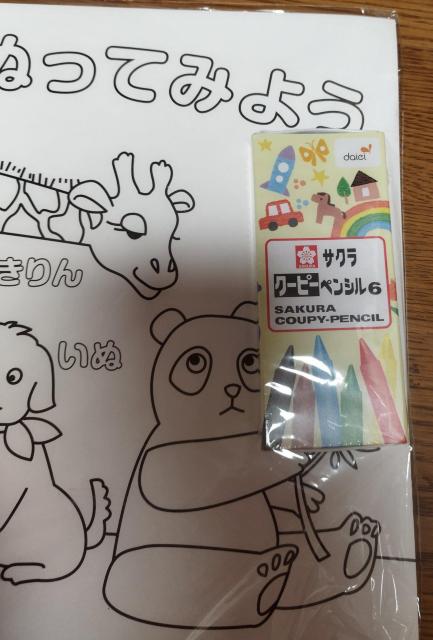 ぬってみよう
daiei
サクラ
クーピーペンシル6
SAKURA
COUPY-PENCIL
きりん
いぬ